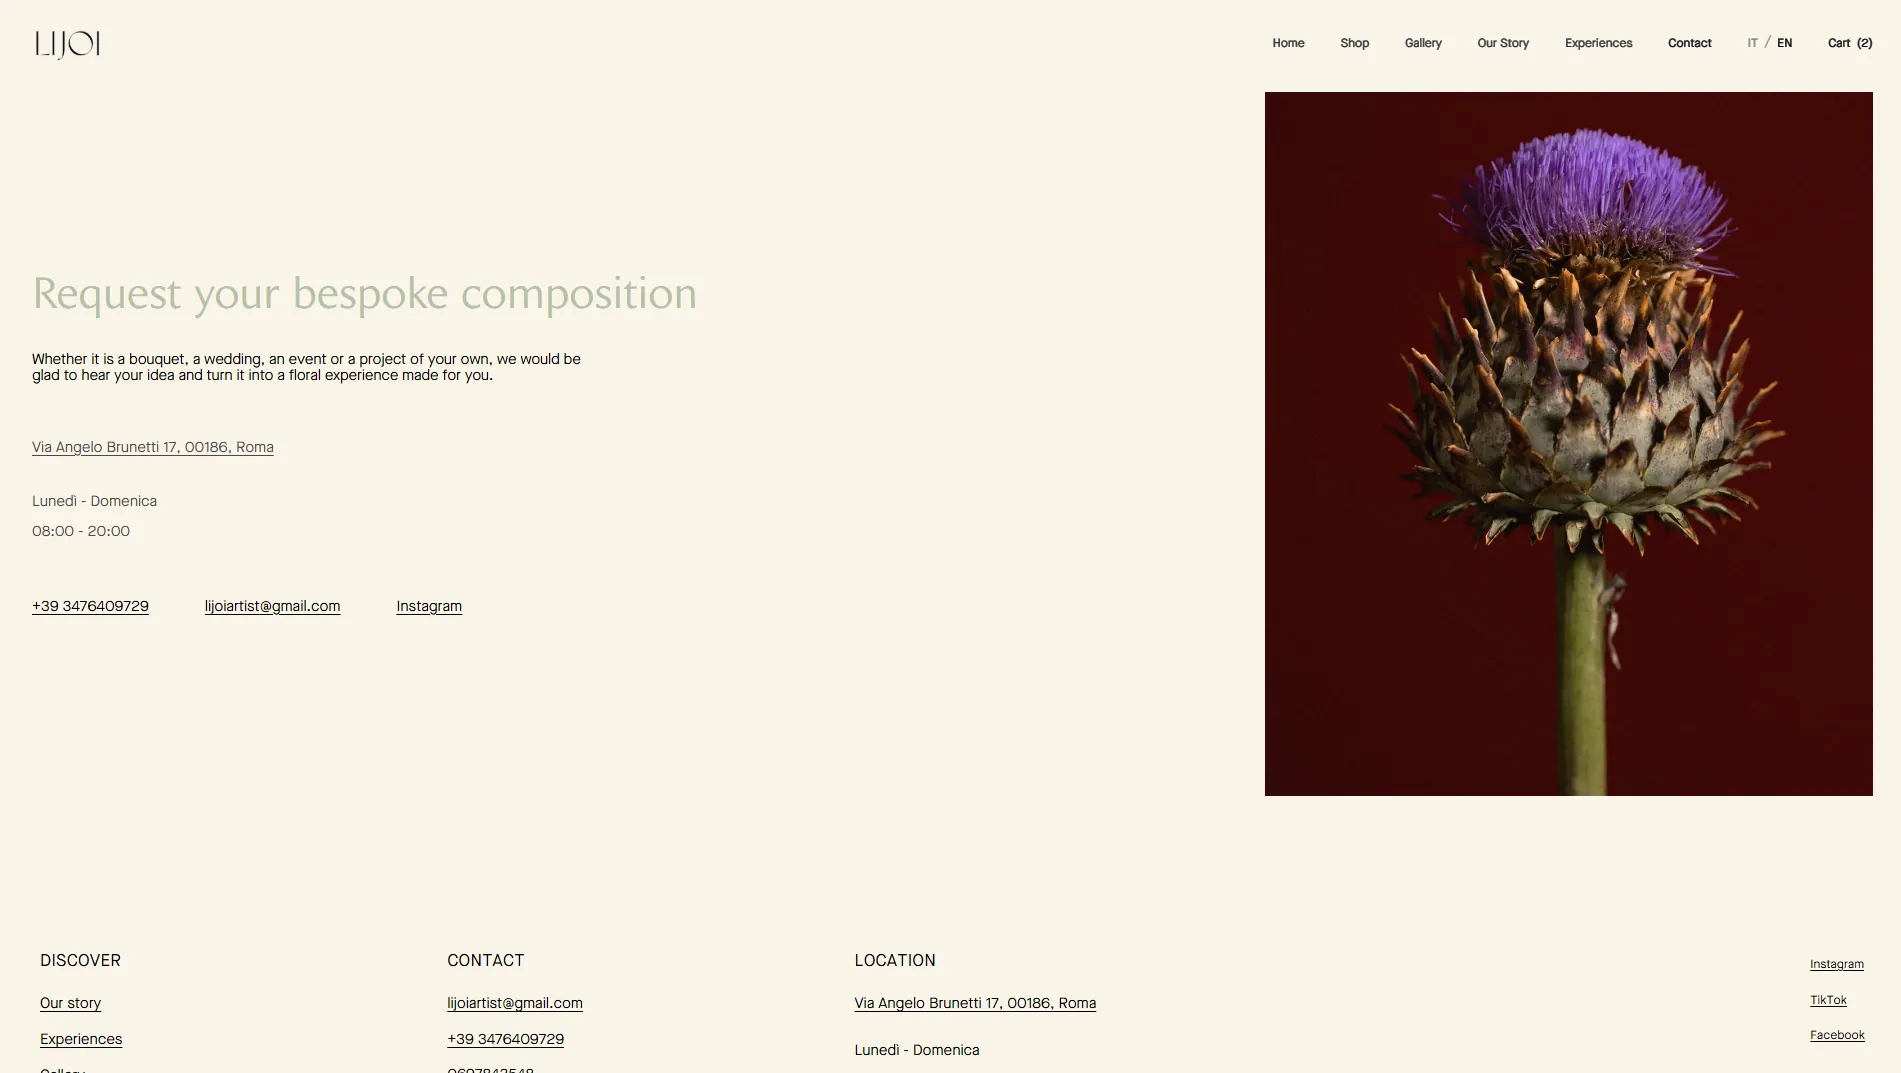 LIJOI
Home Shop Gallery Our Story Experiences Contact IT / EN Cart (2)
Request your bespoke composition
Whether it is a bouquet, a wedding, an event or a project of your own, we would be
glad to hear your idea and turn it into a floral experience made for you.
Via Angelo Brunetti 17, 00186, Roma
Lunedì - Domenica
08:00 - 20:00
+39 3476409729 lijoiartist@gmail.com Instagram
DISCOVER
Our story
Experiences
CONTACT
lijoiartist@gmail.com
+39 3476409729
LOCATION
Via Angelo Brunetti 17, 00186, Roma
Lunedì - Domenica
Instagram
TikTok
Facebook